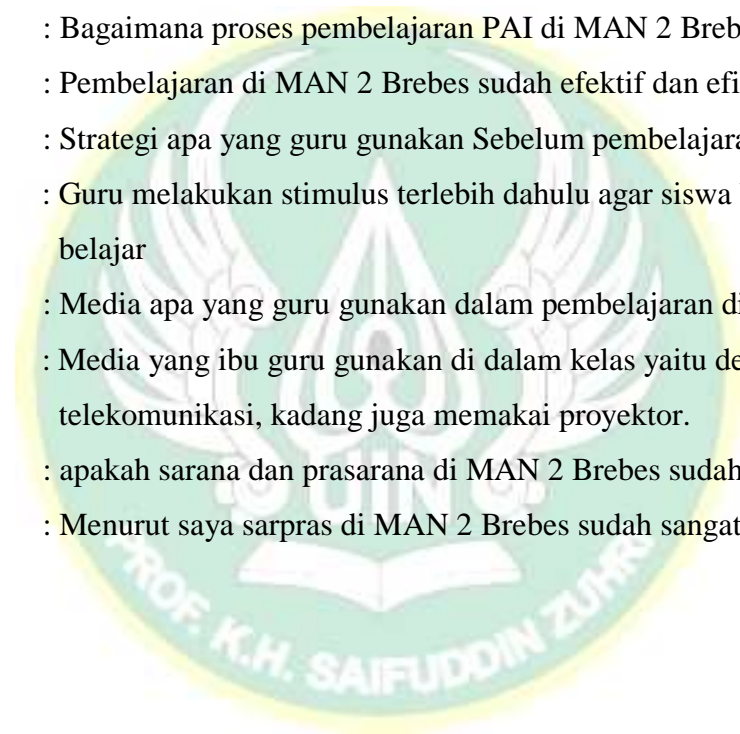 : Bagaimana proses pembelajaran PAI di MAN 2 Breb
: Pembelajaran di MAN 2 Brebes sudah efektif dan efi
: Strategi apa yang guru gunakan Sebelum pembelajara
: Guru melakukan stimulus terlebih dahulu agar siswa
belajar
: Media apa yang guru gunakan dalam pembelajaran di
: Media yang ibu guru gunakan di dalam kelas yaitu de
telekomunikasi, kadang juga memakai proyektor.
: apakah sarana dan prasarana di MAN 2 Brebes sudah
: Menurut saya sarpras di MAN 2 Brebes sudah sangat
UIN
PROF. K.H. SAIFUDDIN ZUHRI